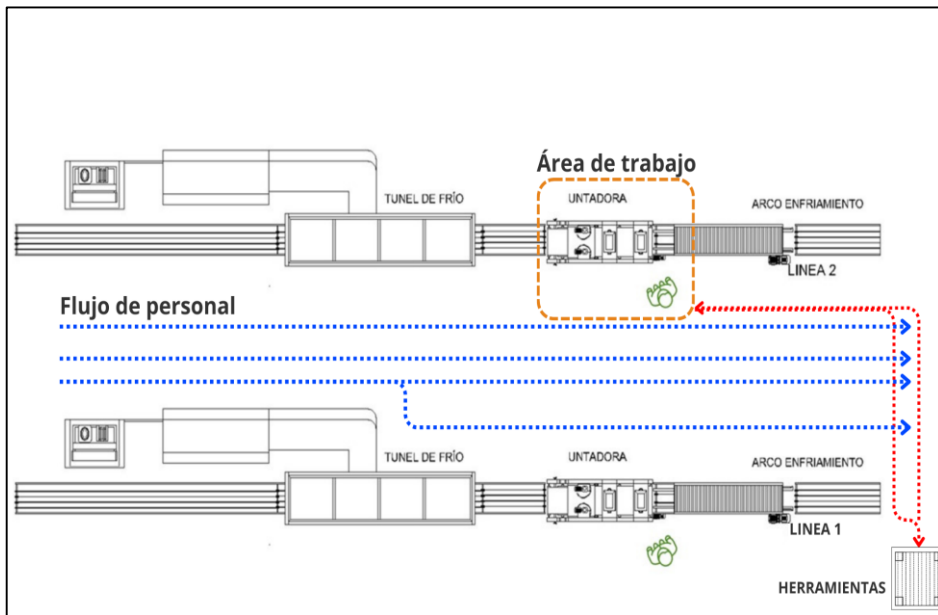 Área de trabajo
TUNEL DE FRÍO
UNTADORA
ARCO ENFRIAMIENTO
LINEA 2
Flujo de personal
TUNEL DE FRÍO
UNTADORA
ARCO ENFRIAMIENTO
LINEA 1
HERRAMIENTAS